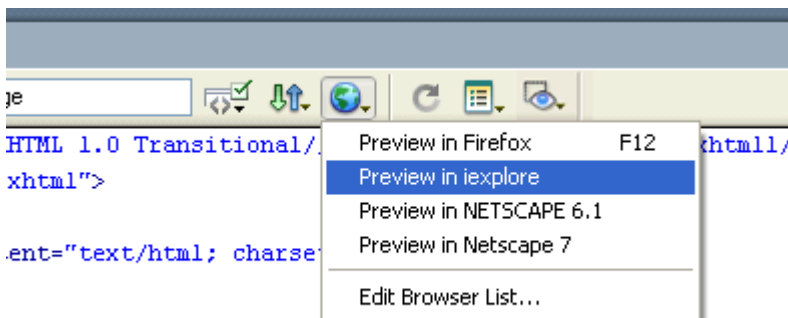 ge
HTML 1.0 Transitional/
Preview in Firefox F12
xhtml1/
xhtml">
Preview in iexplore
Preview in NETSCAPE 6.1
ent="text/html; charse
Preview in Netscape 7
Edit Browser List...